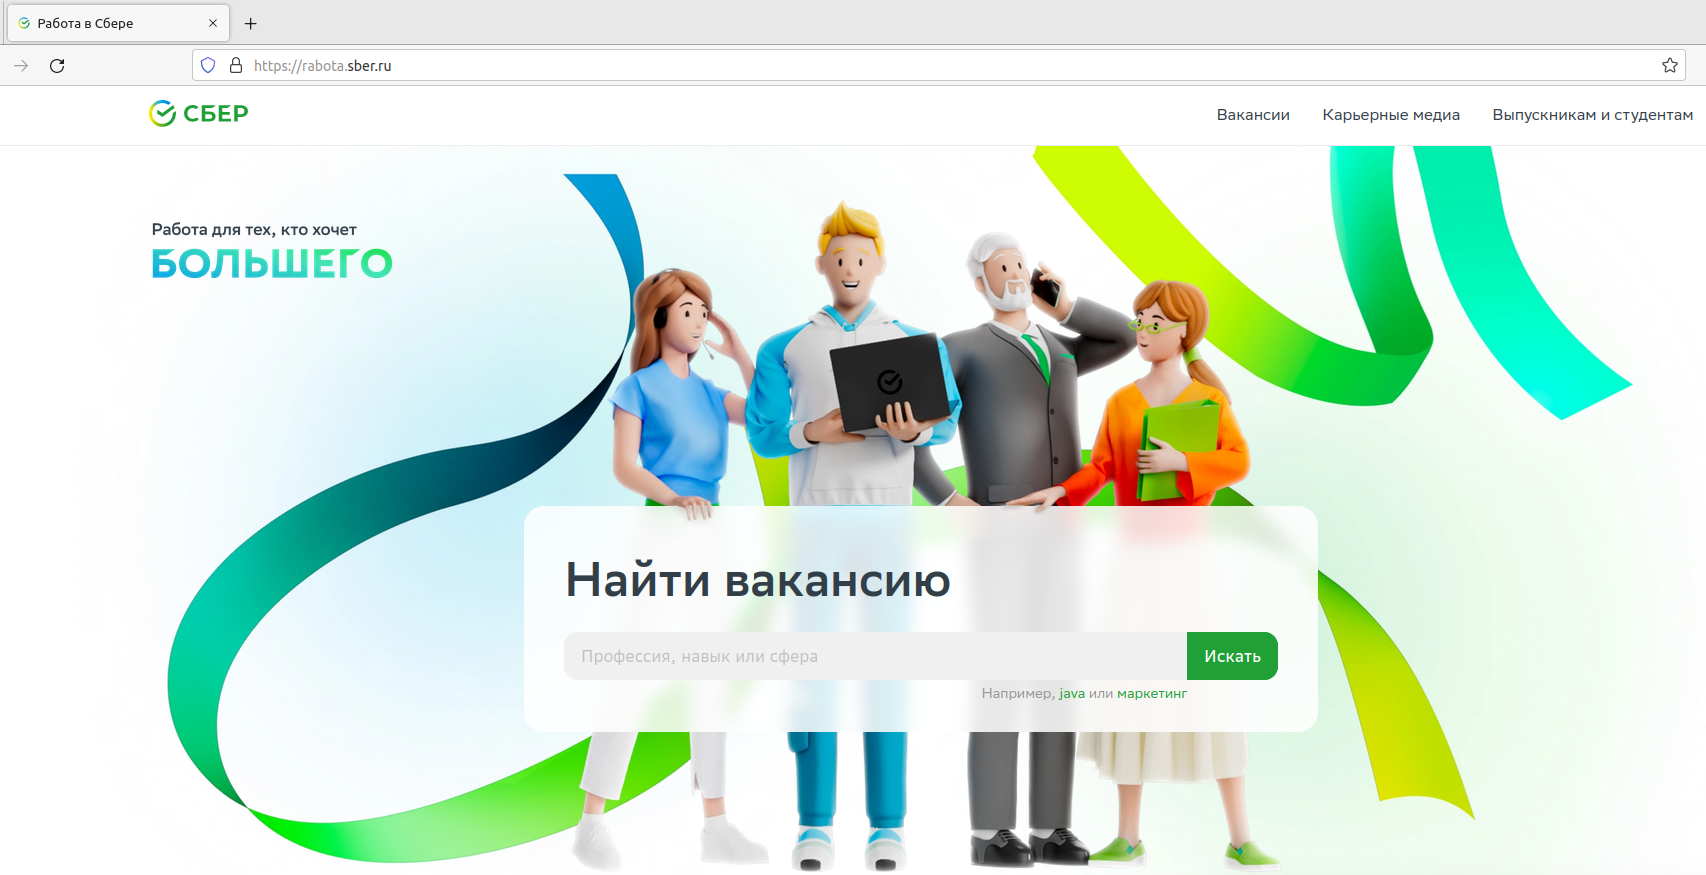 Работа в Сбере
https://rabota.sber.ru
СБЕР
Вакансии
Карьерные медиа
Выпускникам и студентам
Работа для тех, кто хочет
БОЛЬШЕГО
Найти вакансию
Профессия, навык или сфера
Искать
Например, java или маркетинг